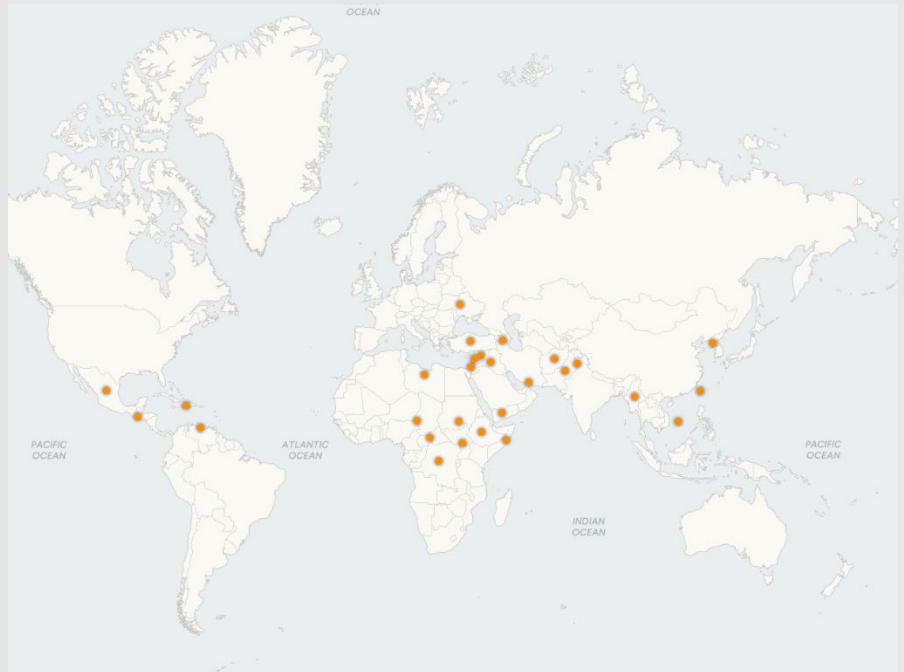 OCEAN
PACIFIC
OCEAN
ATLANTIC
OCEAN
PACIFIC
OCEAN
INDIAN
OCEAN